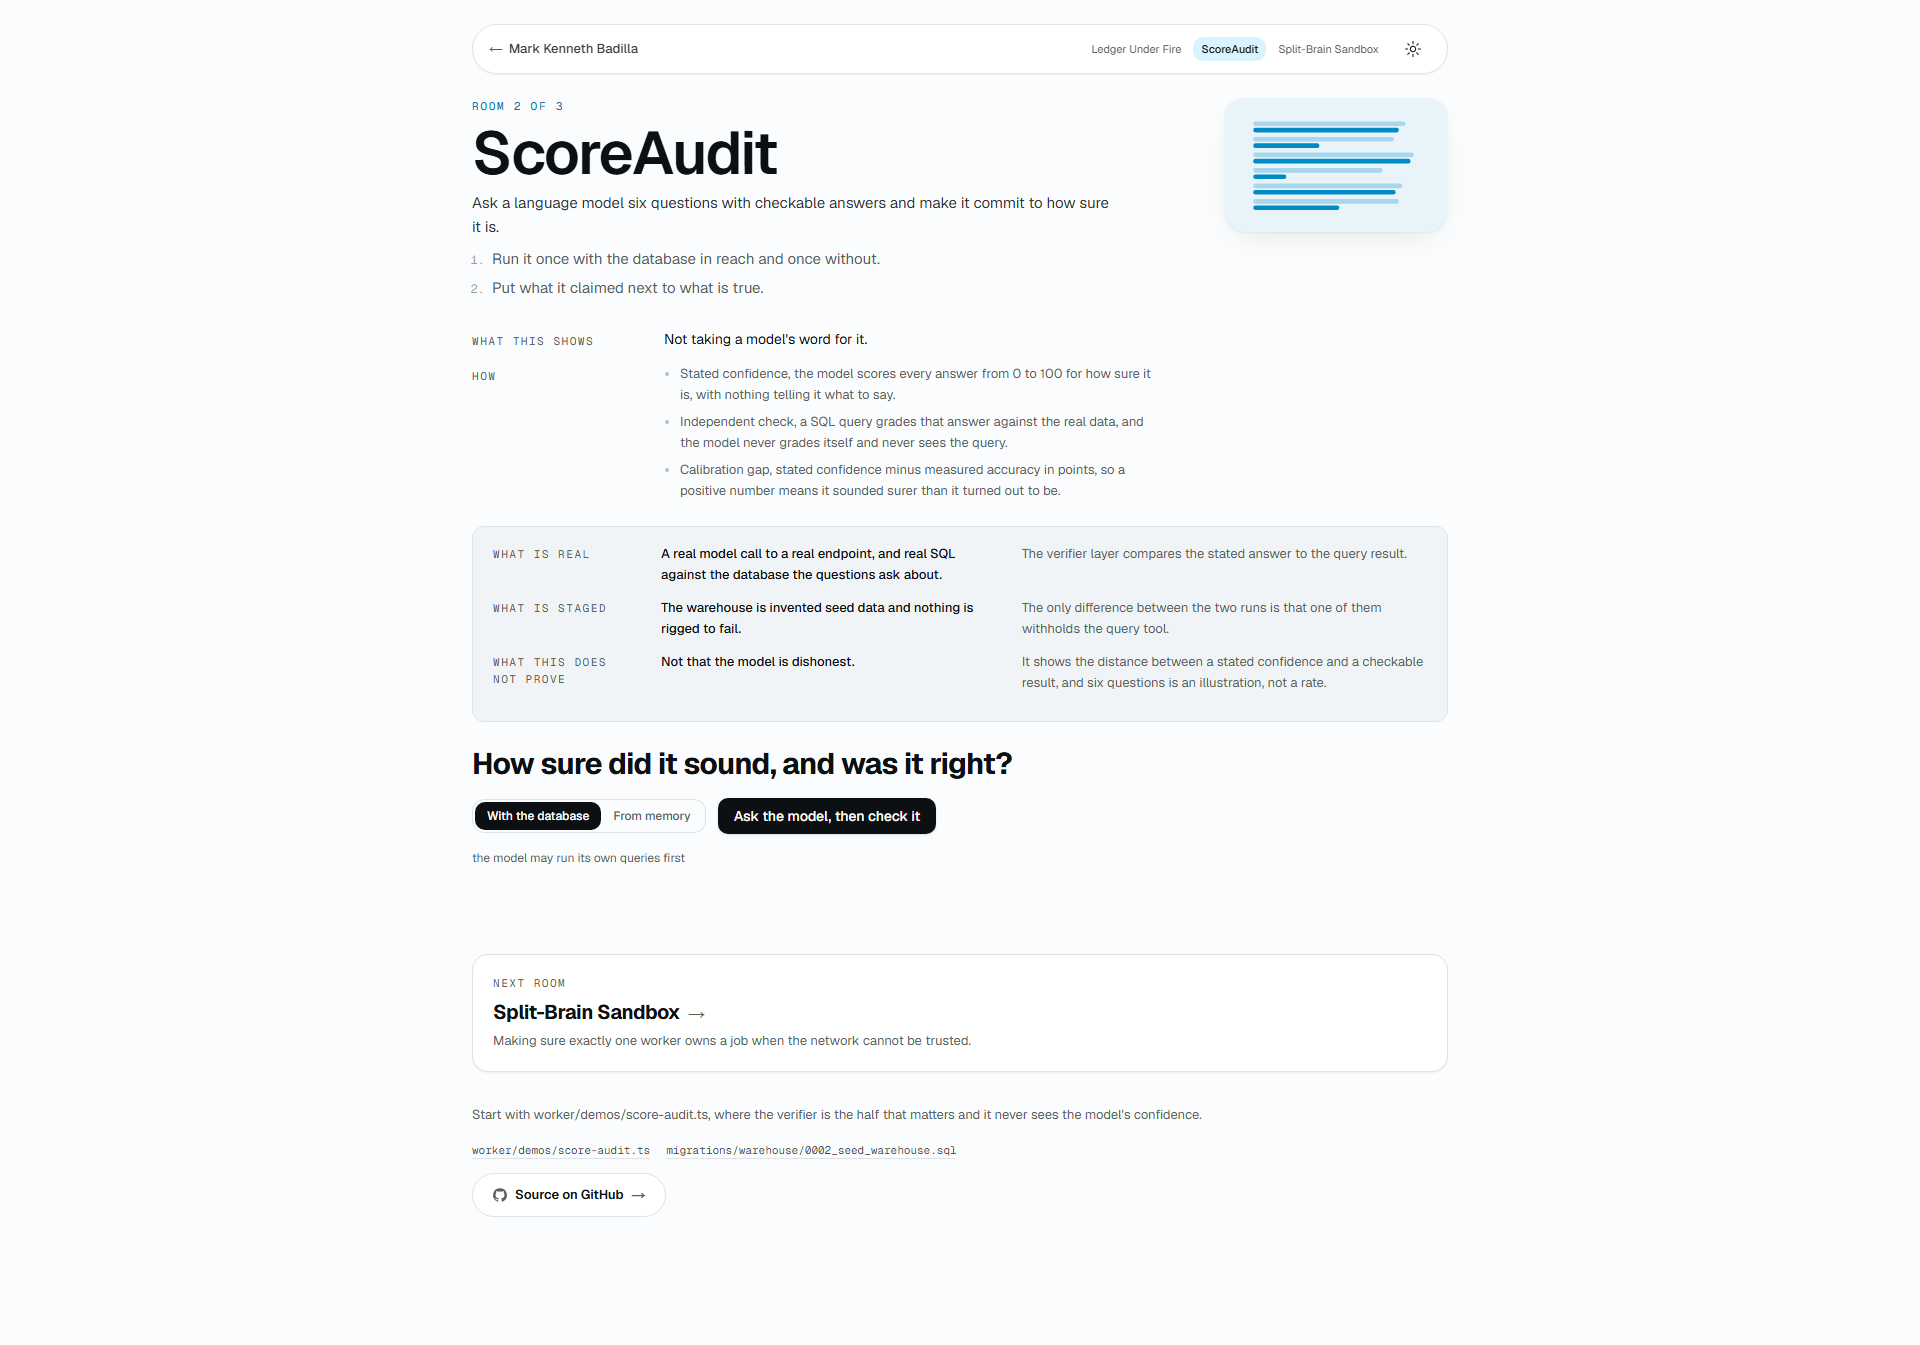 ← Mark Kenneth Badilla
Ledger Under Fire
ScoreAudit
Split-Brain Sandbox
ROOM 2 OF 3
ScoreAudit
Ask a language model six questions with checkable answers and make it commit to how sure
it is.
1. Run it once with the database in reach and once without.
2. Put what it claimed next to what is true.
WHAT THIS SHOWS
Not taking a model's word for it.
HOW
• Stated confidence, the model scores every answer from 0 to 100 for how sure it
is, with nothing telling it what to say.
• Independent check, a SQL query grades that answer against the real data, and
the model never grades itself and never sees the query.
• Calibration gap, stated confidence minus measured accuracy in points, so a
positive number means it sounded surer than it turned out to be.
WHAT IS REAL
A real model call to a real endpoint, and real SQL
against the database the questions ask about.
The verifier layer compares the stated answer to the query result.
WHAT IS STAGED
The warehouse is invented seed data and nothing is
rigged to fail.
The only difference between the two runs is that one of them
withholds the query tool.
WHAT THIS DOES
NOT PROVE
Not that the model is dishonest.
It shows the distance between a stated confidence and a checkable
result, and six questions is an illustration, not a rate.
How sure did it sound, and was it right?
With the database
From memory
Ask the model, then check it
the model may run its own queries first
NEXT ROOM
Split-Brain Sandbox →
Making sure exactly one worker owns a job when the network cannot be trusted.
Start with worker/demos/score-audit.ts, where the verifier is the half that matters and it never sees the model's confidence.
worker/demos/score-audit.ts
migrations/warehouse/0002_seed_warehouse.sql
Source on GitHub →